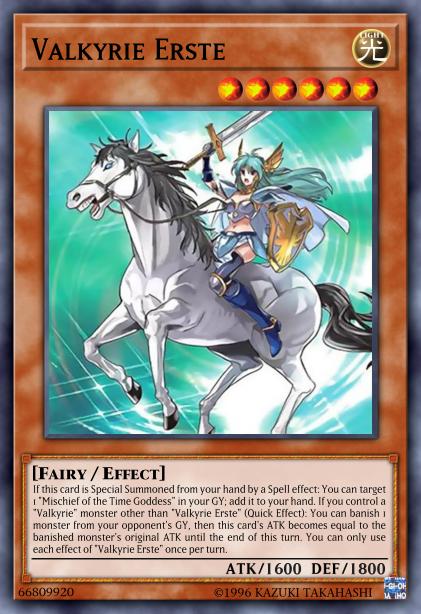 VALKYRIE ERSTE
LIGHT
光
[FAIRY / EFFECT]
If this card is Special Summoned from your hand by a Spell effect: You can target
1 "Mischief of the Time Goddess" in your GY; add it to your hand. If you control a
"Valkyrie" monster other than "Valkyrie Erste" (Quick Effect): You can banish 1
monster from your opponent's GY, then this card's ATK becomes equal to the
banished monster's original ATK until the end of this turn. You can only use
each effect of "Valkyrie Erste" once per turn.
ATK/1600 DEF/1800
66809920
©1996 KAZUKI TAKAHASHI